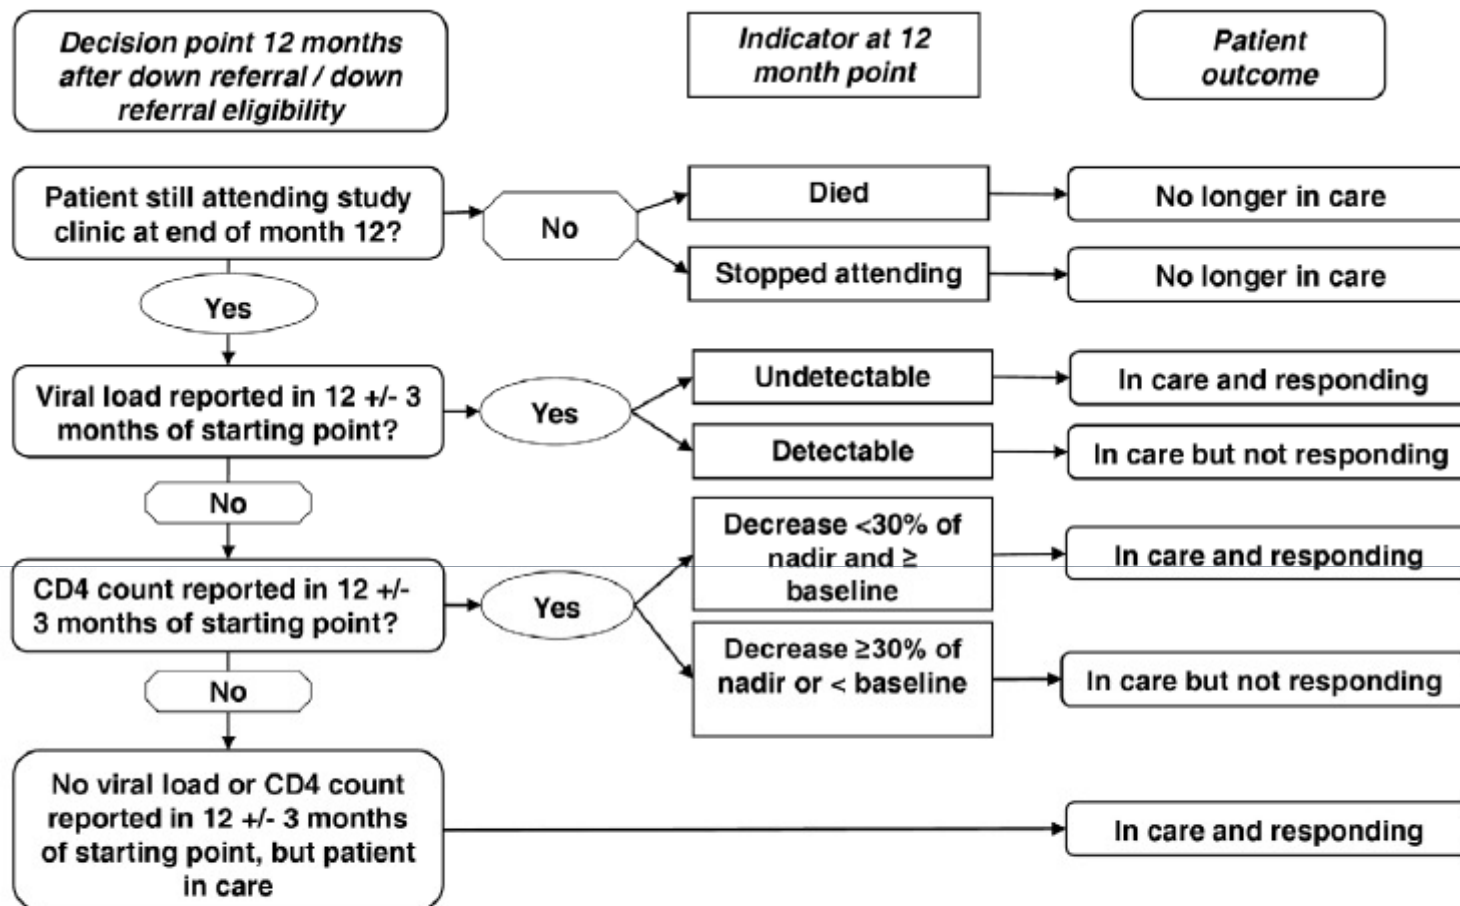 Decision point 12 months
after down referral / down
referral eligibility
Indicator at 12
month point
Patient
outcome
Patient still attending study
clinic at end of month 12?
No
Died
No longer in care
Stopped attending
No longer in care
Yes
Viral load reported in 12 +/- 3
months of starting point?
Yes
Undetectable
In care and responding
Detectable
In care but not responding
No
CD4 count reported in 12 +/-
3 months of starting point?
Yes
Decrease <30% of
nadir and ≥
baseline
In care and responding
Decrease ≥30% of
nadir or < baseline
In care but not responding
No
No viral load or CD4 count
reported in 12 +/- 3 months
of starting point, but patient
in care
In care and responding